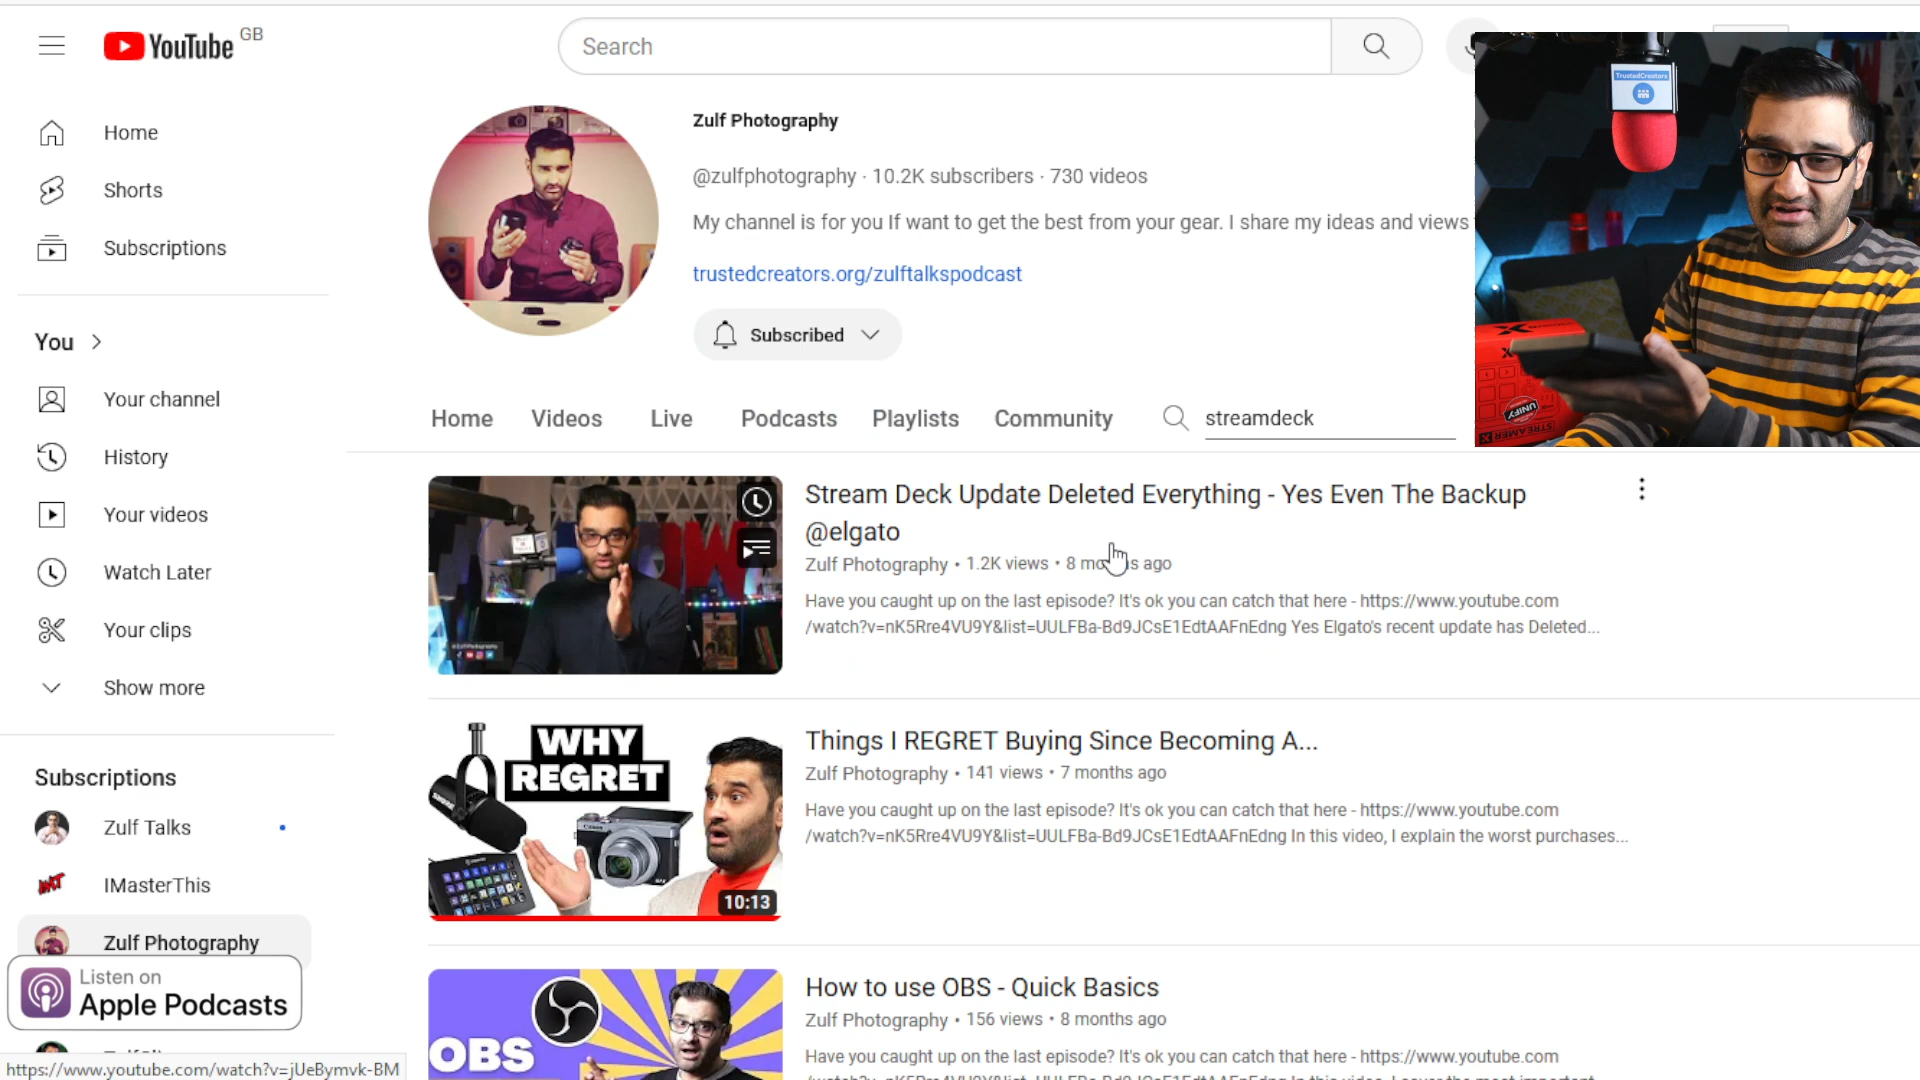 YouTube GB
Search
Home
Shorts
Subscriptions
You
Your channel
History
Your videos
Watch Later
Your clips
Show more
Subscriptions
Zulf Talks
IMasterThis
Zulf Photography
Listen on
Apple Podcasts
https://www.youtube.com/watch?v=jUeBymvk-BM
Zulf Photography
@zulfphotography · 10.2K subscribers · 730 videos
My channel is for you If want to get the best from your gear. I share my ideas and views
trustedcreators.org/zulftalkspodcast
Subscribed
Home Videos Live Podcasts Playlists Community streamdeck
TrustedCreators
UNIFY
STREAMER X
Stream Deck Update Deleted Everything - Yes Even The Backup
@elgato
Zulf Photography • 1.2K views • 8 ago
Have you caught up on the last episode? It's ok you can catch that here - https://www.youtube.com
/watch?v=nK5Rre4VU9Y&list=UULFBa-Bd9JCsE1EdtAAFnEdng Yes Elgato's recent update has Deleted...
WHY
REGRET
10:13
Things I REGRET Buying Since Becoming A...
Zulf Photography • 141 views • 7 months ago
Have you caught up on the last episode? It's ok you can catch that here - https://www.youtube.com
/watch?v=nK5Rre4VU9Y&list=UULFBa-Bd9JCsE1EdtAAFnEdng In this video, I explain the worst purchases...
OBS
How to use OBS - Quick Basics
Zulf Photography • 156 views • 8 months ago
Have you caught up on the last episode? It's ok you can catch that here - https://www.youtube.com